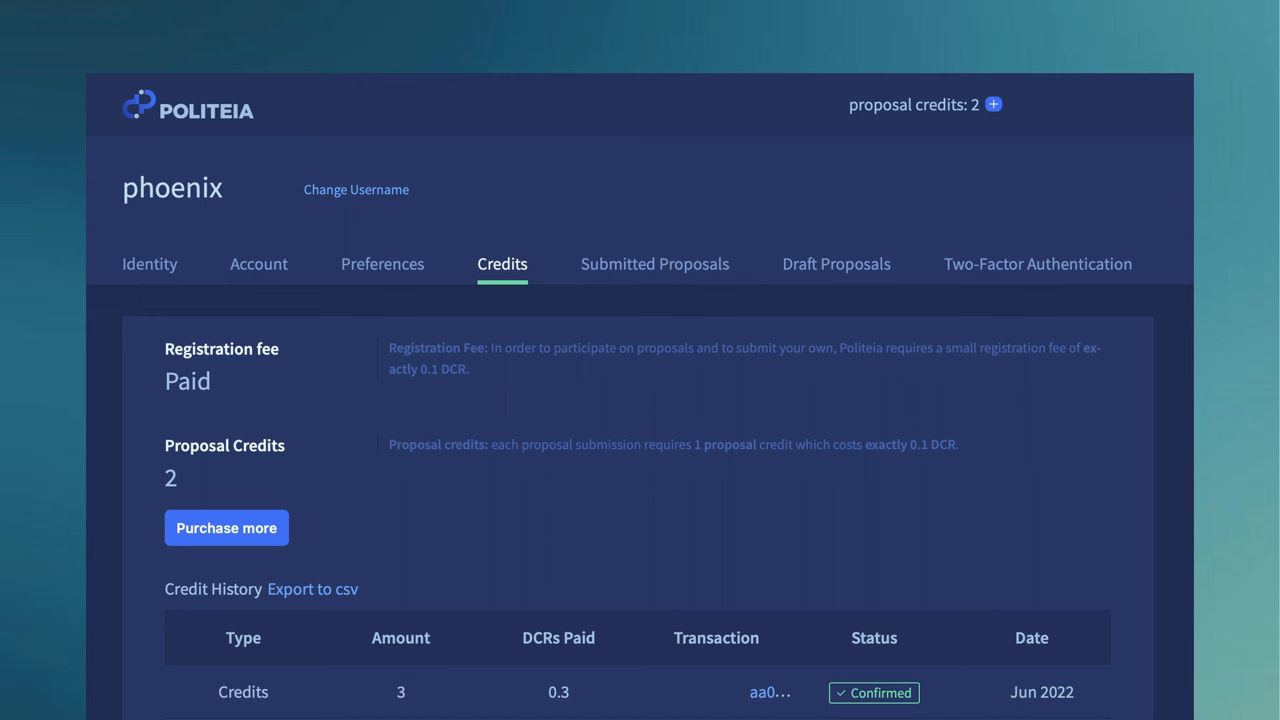 POLITEIA
proposal credits: 2
phoenix
Change Username
Identity Account Preferences Credits Submitted Proposals Draft Proposals Two-Factor Authentication
Registration fee
Paid
Registration Fee: In order to participate on proposals and to submit your own, Politeia requires a small registration fee of ex-
actly 0.1 DCR.
Proposal Credits
2
Proposal credits: each proposal submission requires 1 proposal credit which costs exactly 0.1 DCR.
Purchase more
Credit History Export to csv
Type Amount DCRs Paid Transaction Status Date
Credits 3 0.3 aa0... Confirmed Jun 2022